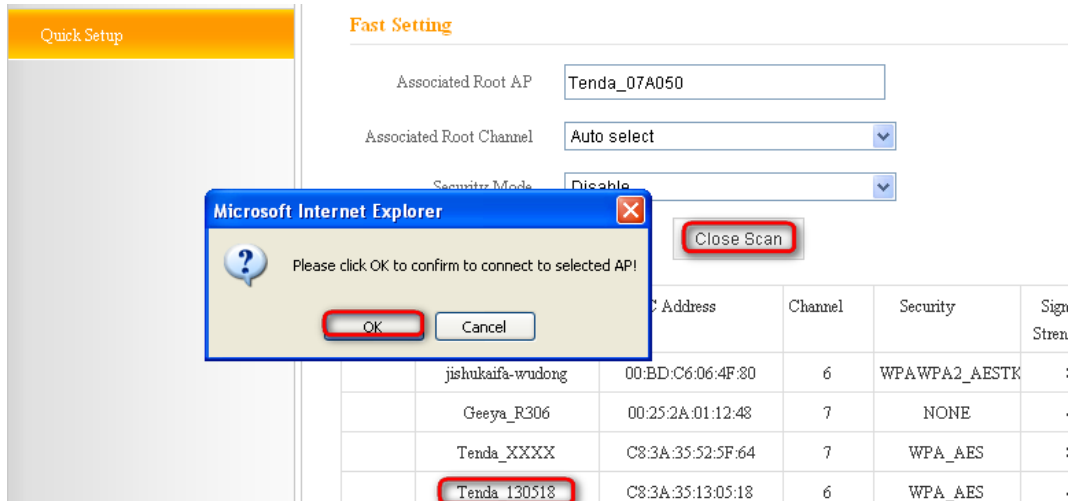 Quick Setup
Fast Setting
Associated Root AP
Tenda_07A050
Associated Root Channel
Auto select
Security Mode
Disable
Microsoft Internet Explorer
Please click OK to confirm to connect to selected AP!
OK Cancel
Close Scan
Address Channel Security
jishukaifa-wudong 00:BD:C6:06:4F:80 6 WPAWPA2_AESTK
Geeya_R306 00:25:2A:01:12:48 7 NONE
Tenda_XXXX C8:3A:35:52:5F:64 7 WPA_AES
Tenda_130518 C8:3A:35:13:05:18 6 WPA_AES